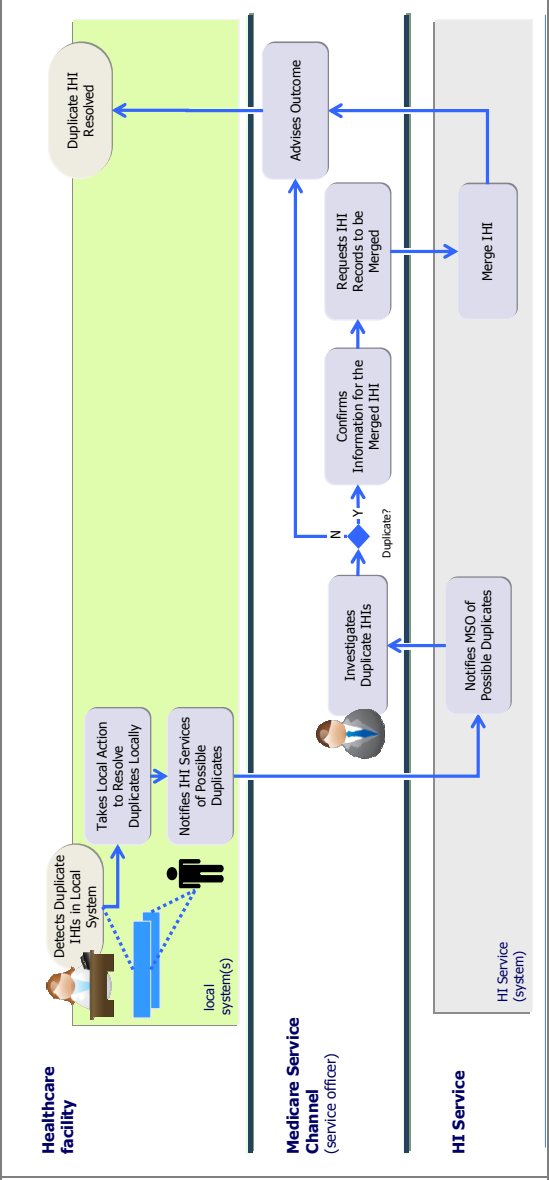 Healthcare
facility
Detects Duplicate
IHIs in Local
System
Takes Local Action
to Resolve
Duplicates Locally
Notifies IHI Services
of Possible
Duplicates
local
system(s)
Duplicate IHI
Resolved
Medicare Service
Channel
(service officer)
Investigates
Duplicate IHIs
Duplicate?
N
Y
Confirms
Information for the
Merged IHI
Requests IHI
Records to be
Merged
Advises Outcome
HI Service
HI Service
(system)
Notifies MSO of
Possible Duplicates
Merge IHI